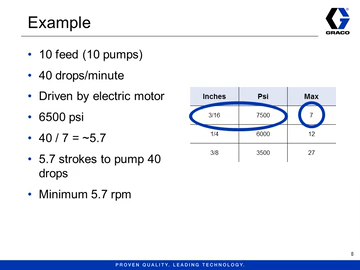 Example
GRACO
• 10 feed (10 pumps)
• 40 drops/minute
• Driven by electric motor
• 6500 psi
• 40 / 7 = ~5.7
• 5.7 strokes to pump 40
drops
• Minimum 5.7 rpm
Inches Psi Max
3/16 7500 7
1/4 6000 12
3/8 3500 27
8
PROVEN QUALITY. LEADING TECHNOLOGY.